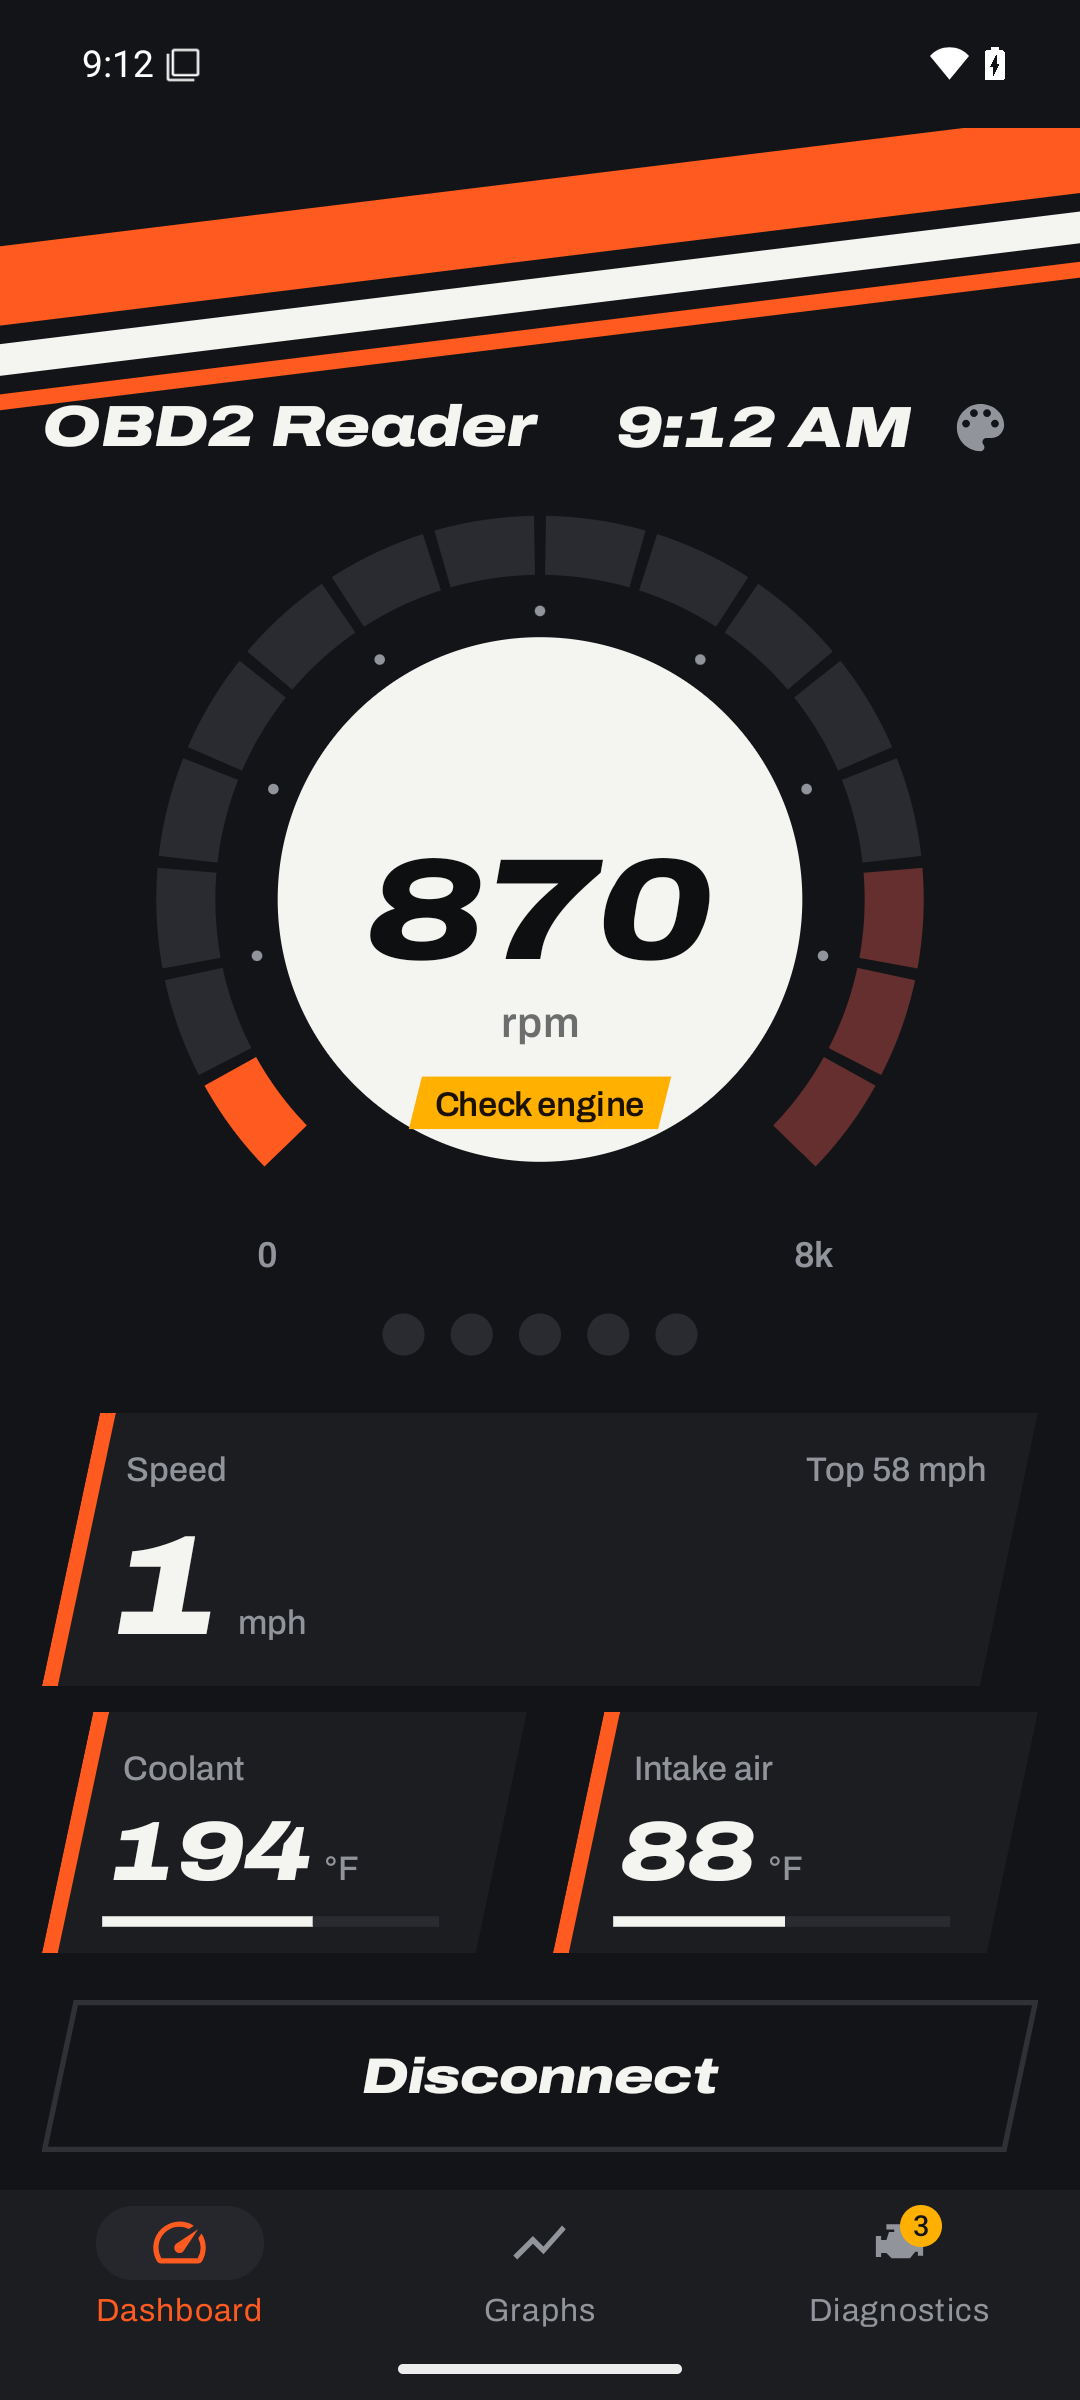 9:12
OBD2 Reader 9:12 AM
870
rpm
Check engine
0 8k
Speed Top 58 mph
1 mph
Coolant Intake air
194 °F 88 °F
Disconnect
3
Dashboard Graphs Diagnostics